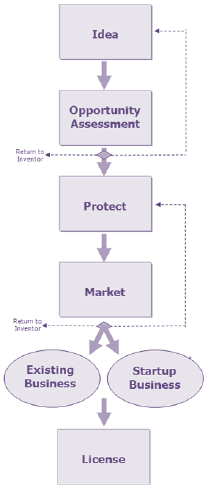 Idea
Opportunity
Assessment
Return to
Inventor
Protect
Market
Return to
Inventor
Existing
Business
Startup
Business
License